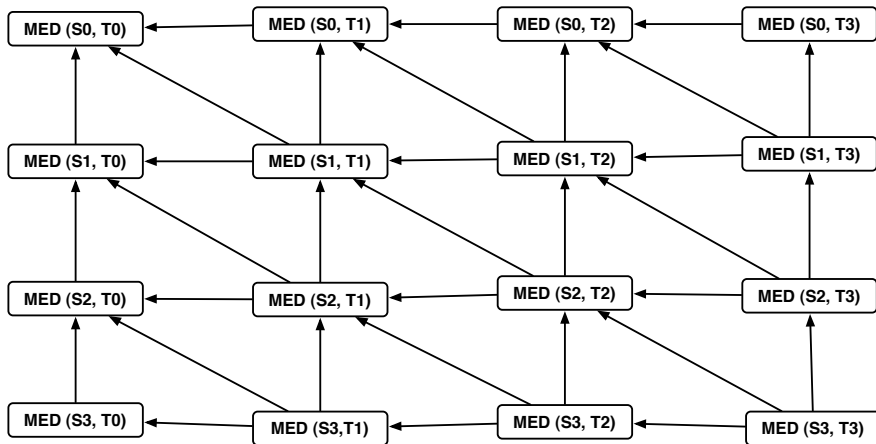 MED (S0, T0)
MED (S0, T1)
MED (S0, T2)
MED (S0, T3)
MED (S1, T0)
MED (S1, T1)
MED (S1, T2)
MED (S1, T3)
MED (S2, T0)
MED (S2, T1)
MED (S2, T2)
MED (S2, T3)
MED (S3, T0)
MED (S3,T1)
MED (S3, T2)
MED (S3, T3)